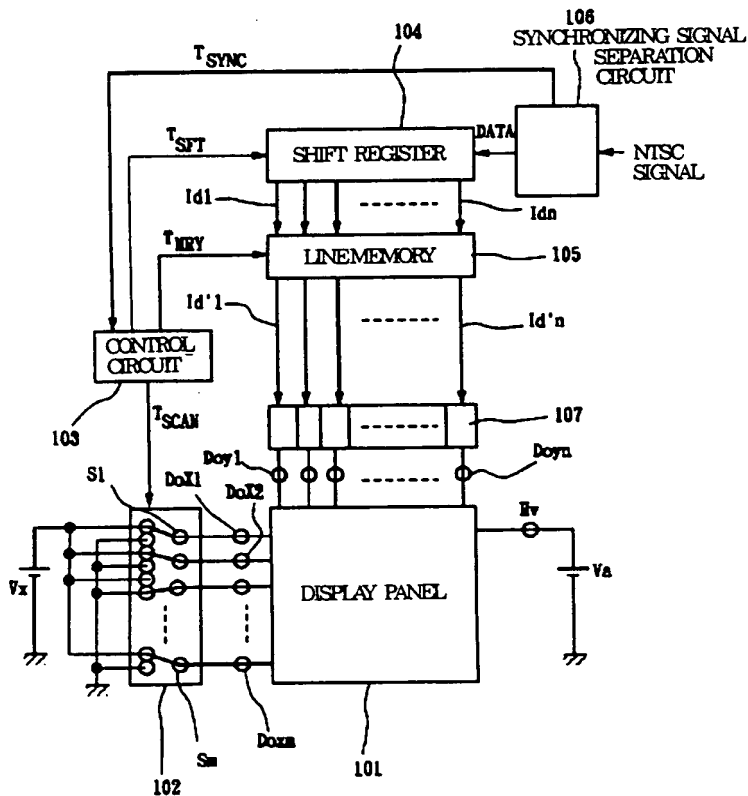 106
SYNCHRONIZING SIGNAL
SEPARATION
CIRCUIT
104
TSYNC
TSFT
SHIFT REGISTER
DATA
NTSC
SIGNAL
Id1
Idn
TMRY
LINE MEMORY
105
Id'1
Id'n
CONTROL
CIRCUIT
103
TSCAN
107
Doy1
Doyn
S1
DoX1
DoX2
Hv
Vx
DISPLAY PANEL
Va
Doxm
Sm
102
101